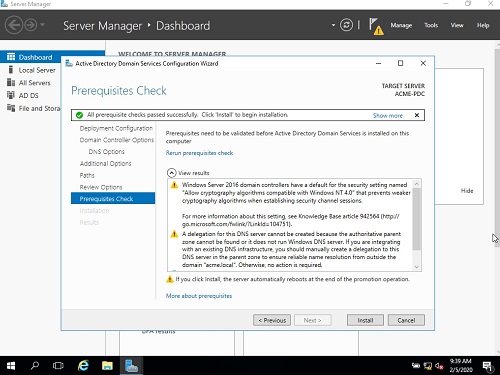 Server Manager
Server Manager • Dashboard
Manage Tools View Help
Dashboard
Local Server
All Servers
AD DS
File and Stora
WELCOME TO SERVER MANAGER
Active Directory Domain Services Configuration Wizard
Prerequisites Check
TARGET SERVER
ACME-PDC
All prerequisite checks passed successfully. Click 'Install' to begin installation.
Show more
Deployment Configuration
Domain Controller Options
DNS Options
Additional Options
Paths
Review Options
Prerequisites Check
Installation
Results
Prerequisites need to be validated before Active Directory Domain Services is installed on this
computer
Rerun prerequisites check
View results
Windows Server 2016 domain controllers have a default for the security setting named
"Allow cryptography algorithms compatible with Windows NT 4.0" that prevents weaker
cryptography algorithms when establishing security channel sessions.
For more information about this setting, see Knowledge Base article 942564 (http://
go.microsoft.com/fwlink/?LinkId=104751).
A delegation for this DNS server cannot be created because the authoritative parent
zone cannot be found or it does not run Windows DNS server. If you are integrating
with an existing DNS infrastructure, you should manually create a delegation to this
DNS server in the parent zone to ensure reliable name resolution from outside the
domain "acme.local". Otherwise, no action is required.
If you click Install, the server automatically reboots at the end of the promotion operation.
More about prerequisites
< Previous
Next >
Install
Cancel
Hide
BPA results
9:39 AM
2/5/2020